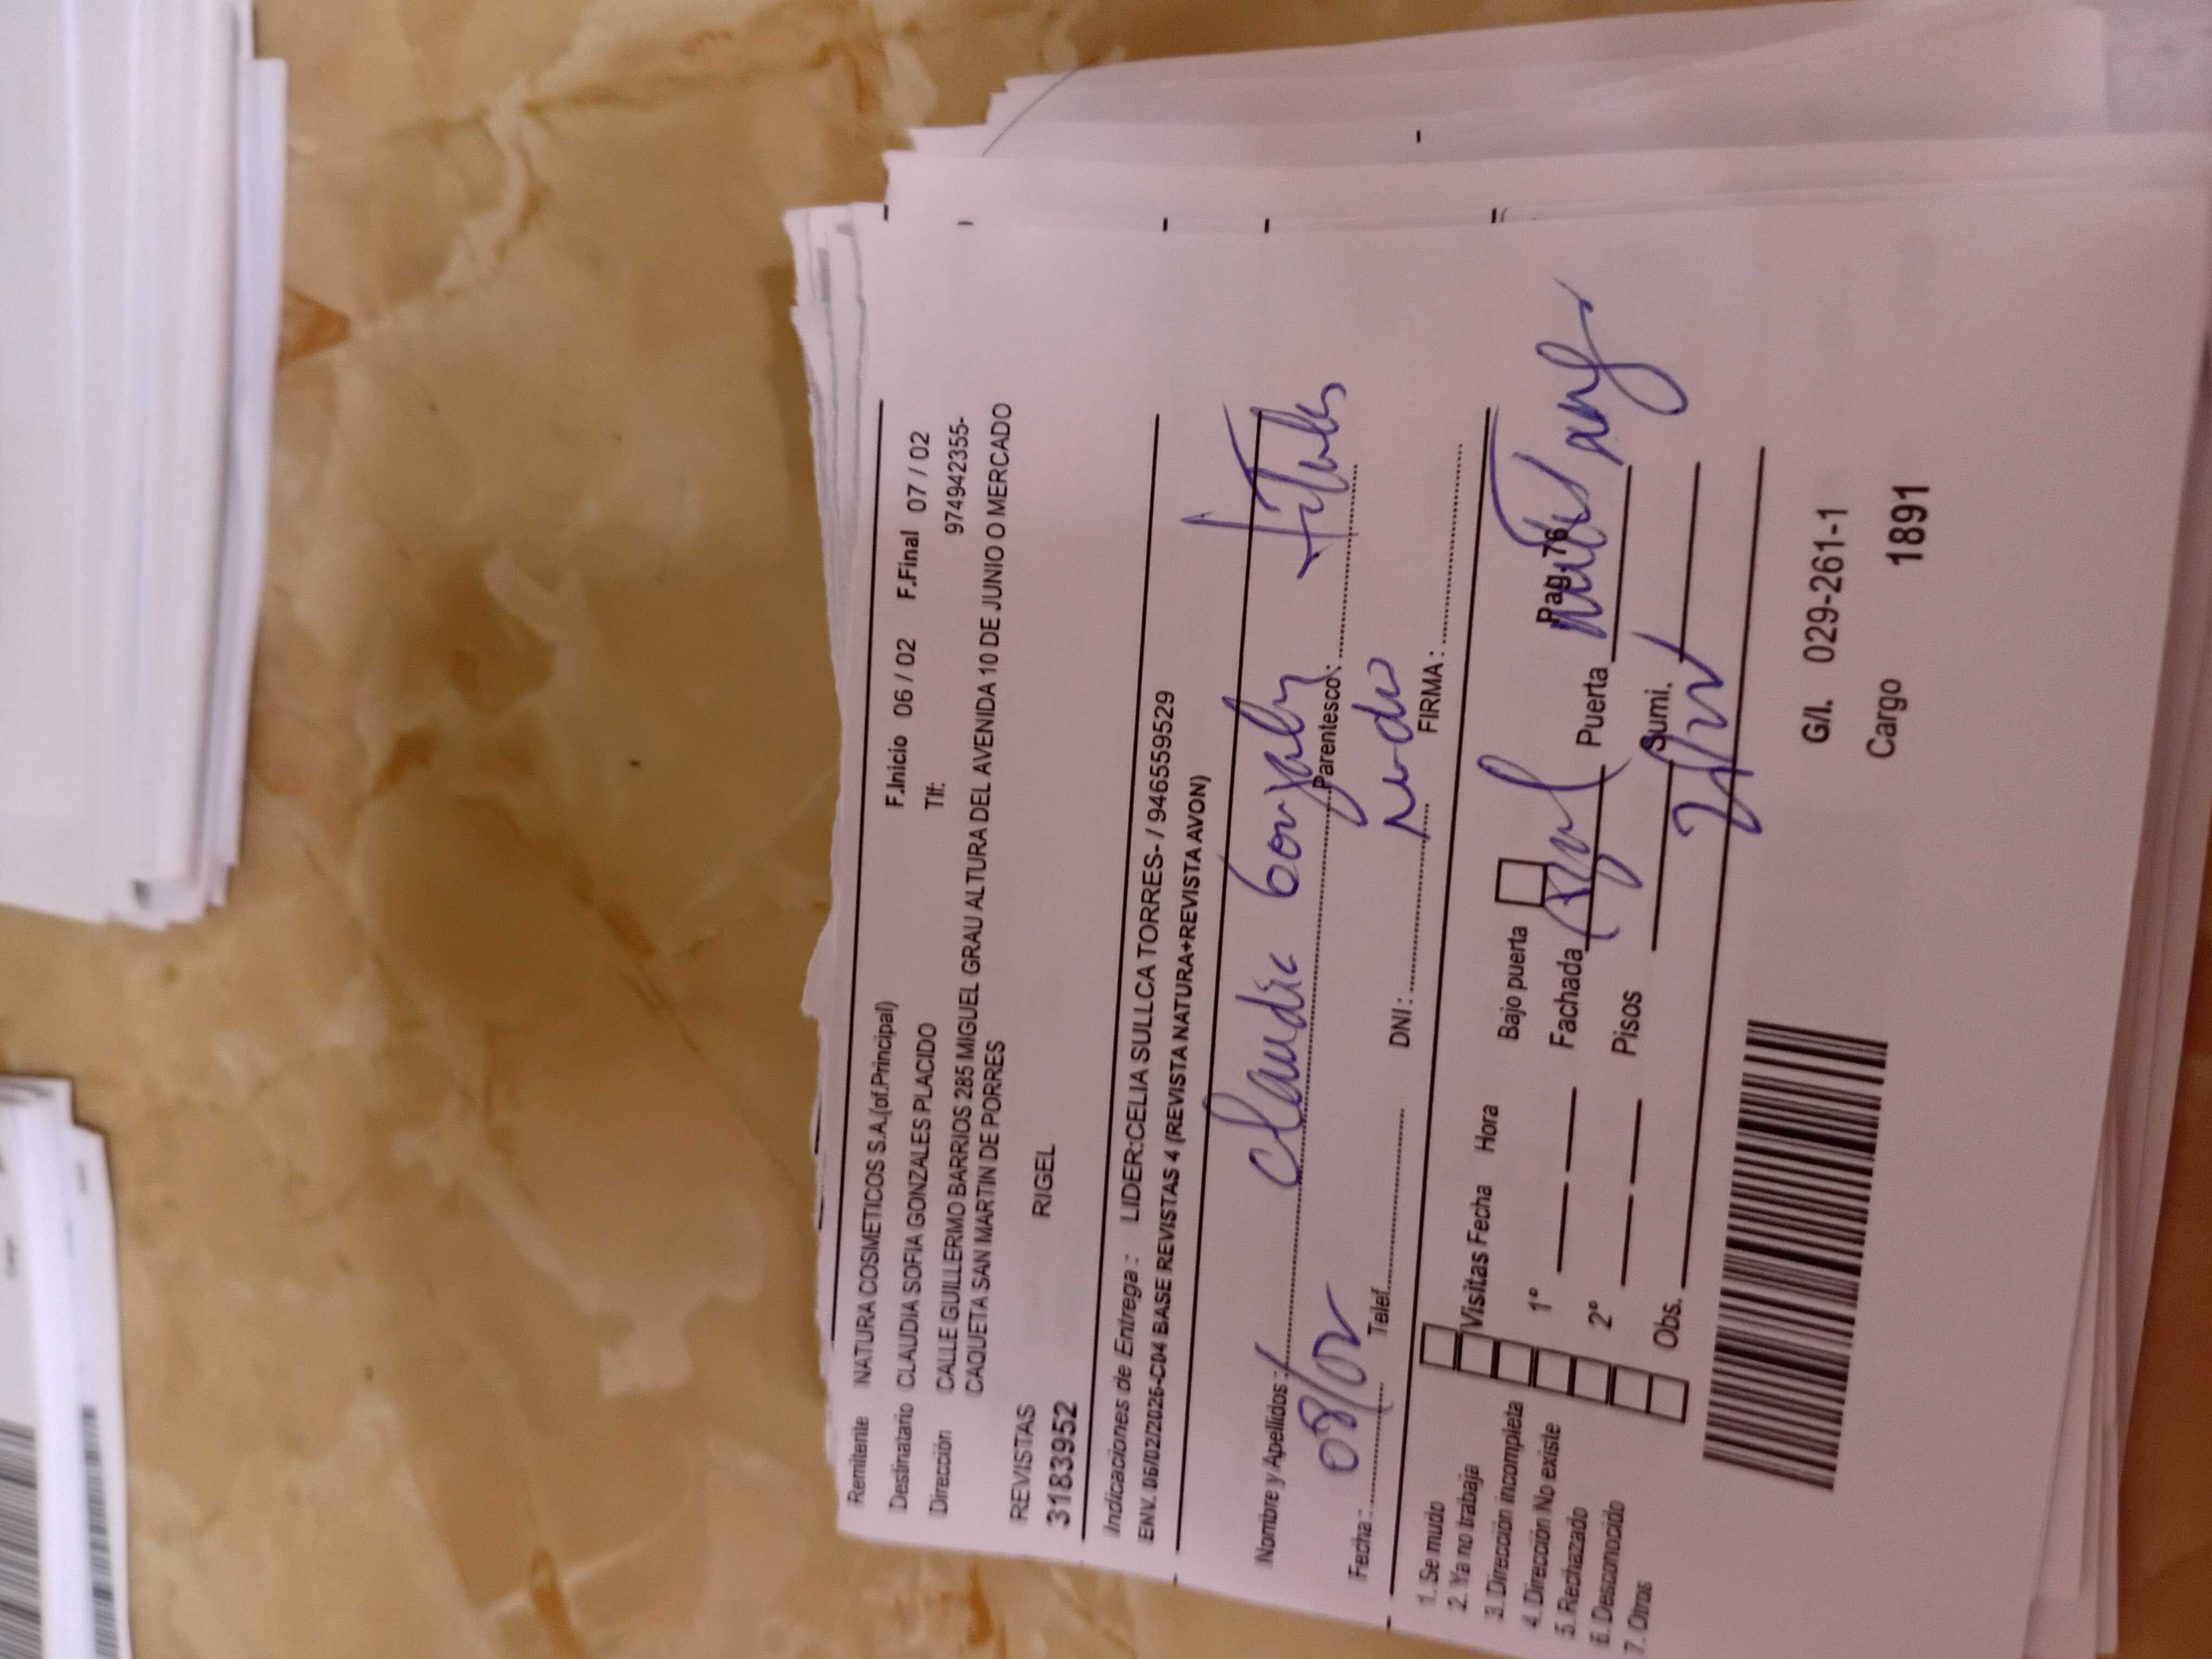 Remitente NATURA COSMETICOS S.A.(of.Principal)
Destinatario CLAUDIA SOFIA GONZALES PLACIDO F.Inicio 06 / 02 F.Final 07 / 02
Dirección CALLE GUILLERMO BARRIOS 285 MIGUEL GRAU ALTURA DEL AVENIDA 10 DE JUNIO O MERCADO Tlf: 974942355-
CAQUETA SAN MARTIN DE PORRES
REVISTAS
31839952 RIGEL
Indicaciones de Entrega : LIDER:CELIA SULLCA TORRES- / 946559529
ENV. 06/02/2026-C04 BASE REVISTAS 4 (REVISTA NATURA+REVISTA AVON)
Nombre y Apellidos : Claudia Gonzales
Parentesco : titular
Fecha : 08/02 Telef. DNI : FIRMA :
1. Se mudo
2. Ya no trabaja
3. Dirección incompleta
4. Dirección No existe
5. Rechazado
6. Desconocido
7. Otros
Visitas Fecha Hora Bajo puerta
1º Fachada Puerta Pag- 76
2º Pisos Sumi.
Obs.
G/I. 029-261-1
Cargo 1891